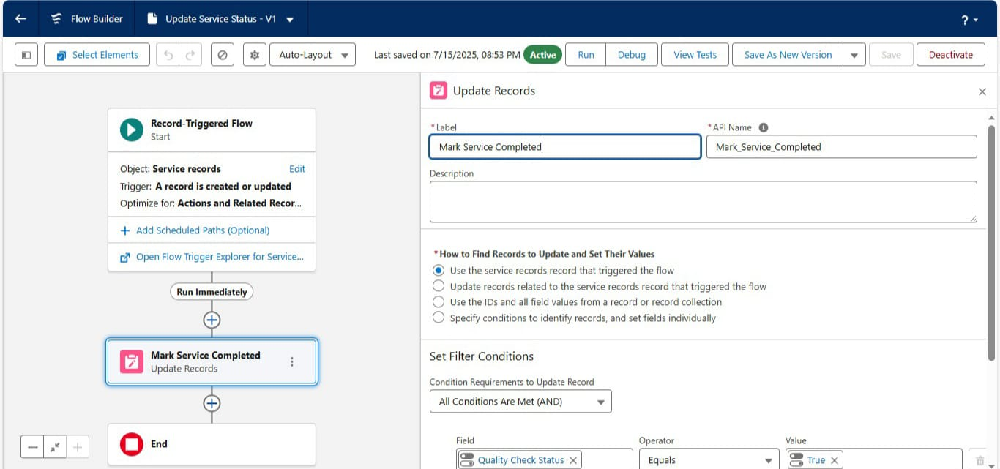 Flow Builder
Update Service Status - V1
?
Select Elements
Auto-Layout
Last saved on 7/15/2025, 08:53 PM
Active
Run
Debug
View Tests
Save As New Version
Save
Deactivate
Record-Triggered Flow
Start
Object: Service records
Edit
Trigger: A record is created or updated
Optimize for: Actions and Related Recor...
Add Scheduled Paths (Optional)
Open Flow Trigger Explorer for Service...
Run Immediately
Mark Service Completed
Update Records
End
Update Records
*Label
*API Name
Mark Service Completed
Mark_Service_Completed
Description
*How to Find Records to Update and Set Their Values
Use the service records record that triggered the flow
Update records related to the service records record that triggered the flow
Use the IDs and all field values from a record or record collection
Specify conditions to identify records, and set fields individually
Set Filter Conditions
Condition Requirements to Update Record
All Conditions Are Met (AND)
Field
Operator
Value
Quality Check Status
Equals
True